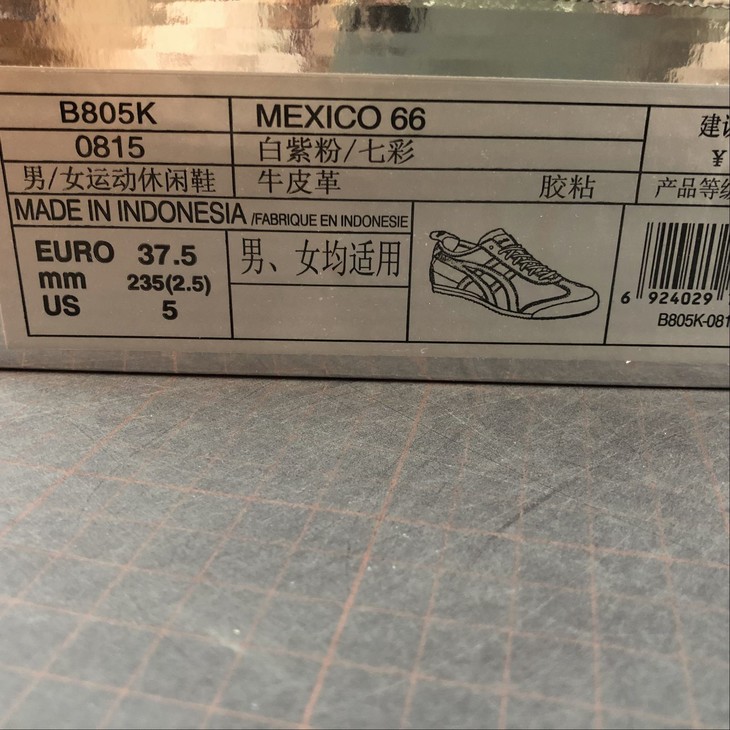 B805K
MEXICO 66
建议
0815
白紫粉/七彩
¥
男/女运动休闲鞋
牛皮革 胶粘
产品等级
MADE IN INDONESIA /FABRIQUE EN INDONESIE
EURO 37.5
mm 235(2.5)
US 5
男、女均适用
6 924029
B805K-081